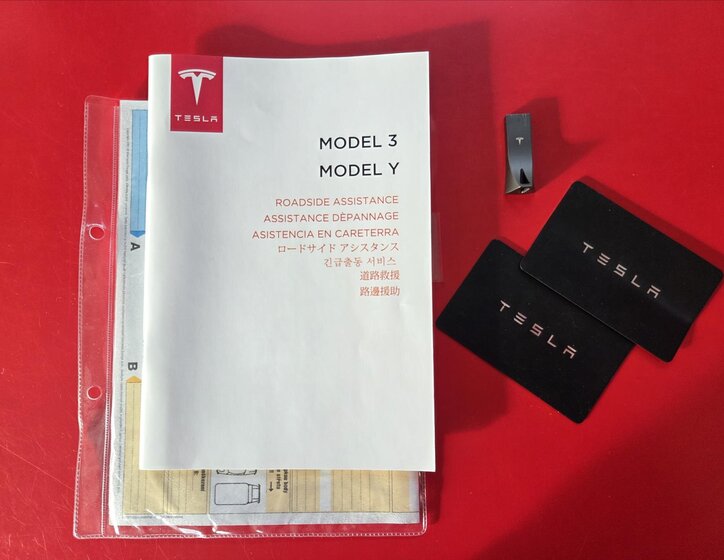 TESLA
MODEL 3
MODEL Y
ROADSIDE ASSISTANCE
ASSISTANCE DÈPANNAGE
ASISTENCIA EN CARETERRA
ロードサイド アシスタンス
긴급출동 서비스
道路救援
路邊援助
A
B
TESLA
TESLA